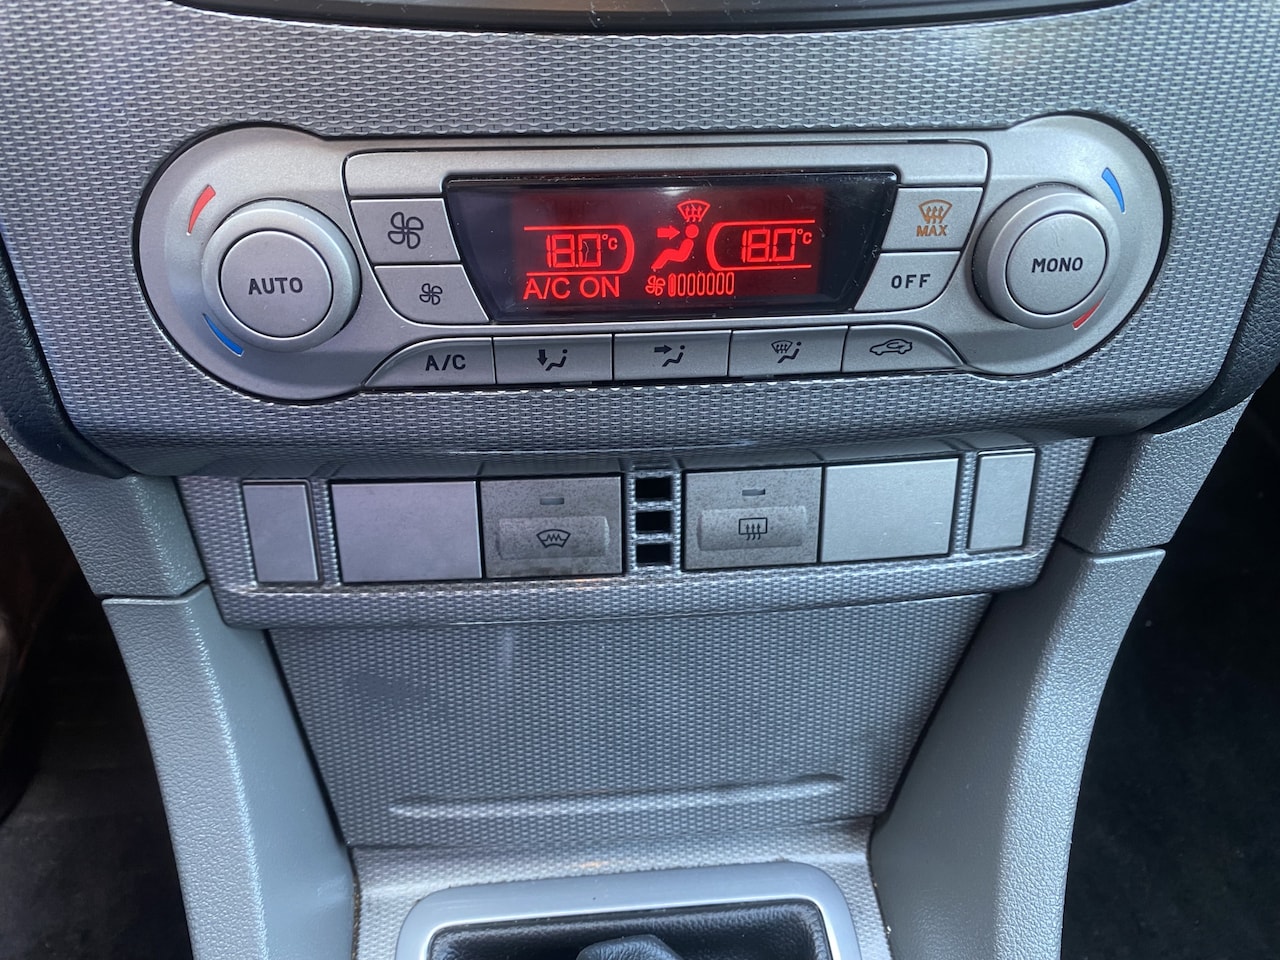 MAX
18.0°C 18.0°C
AUTO
MONO
OFF
A/C ON
A/C